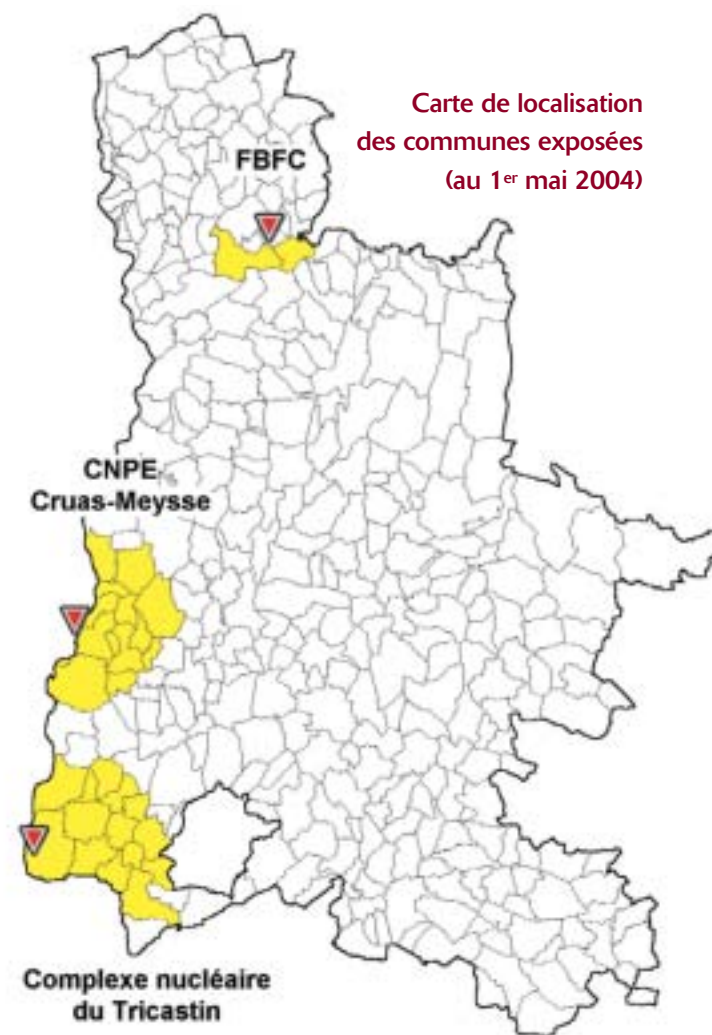 Carte de localisation
des communes exposées
(au 1er mai 2004)
FBFC
CNPE
Cruas-Meysse
Complexe nucléaire
du Tricastin